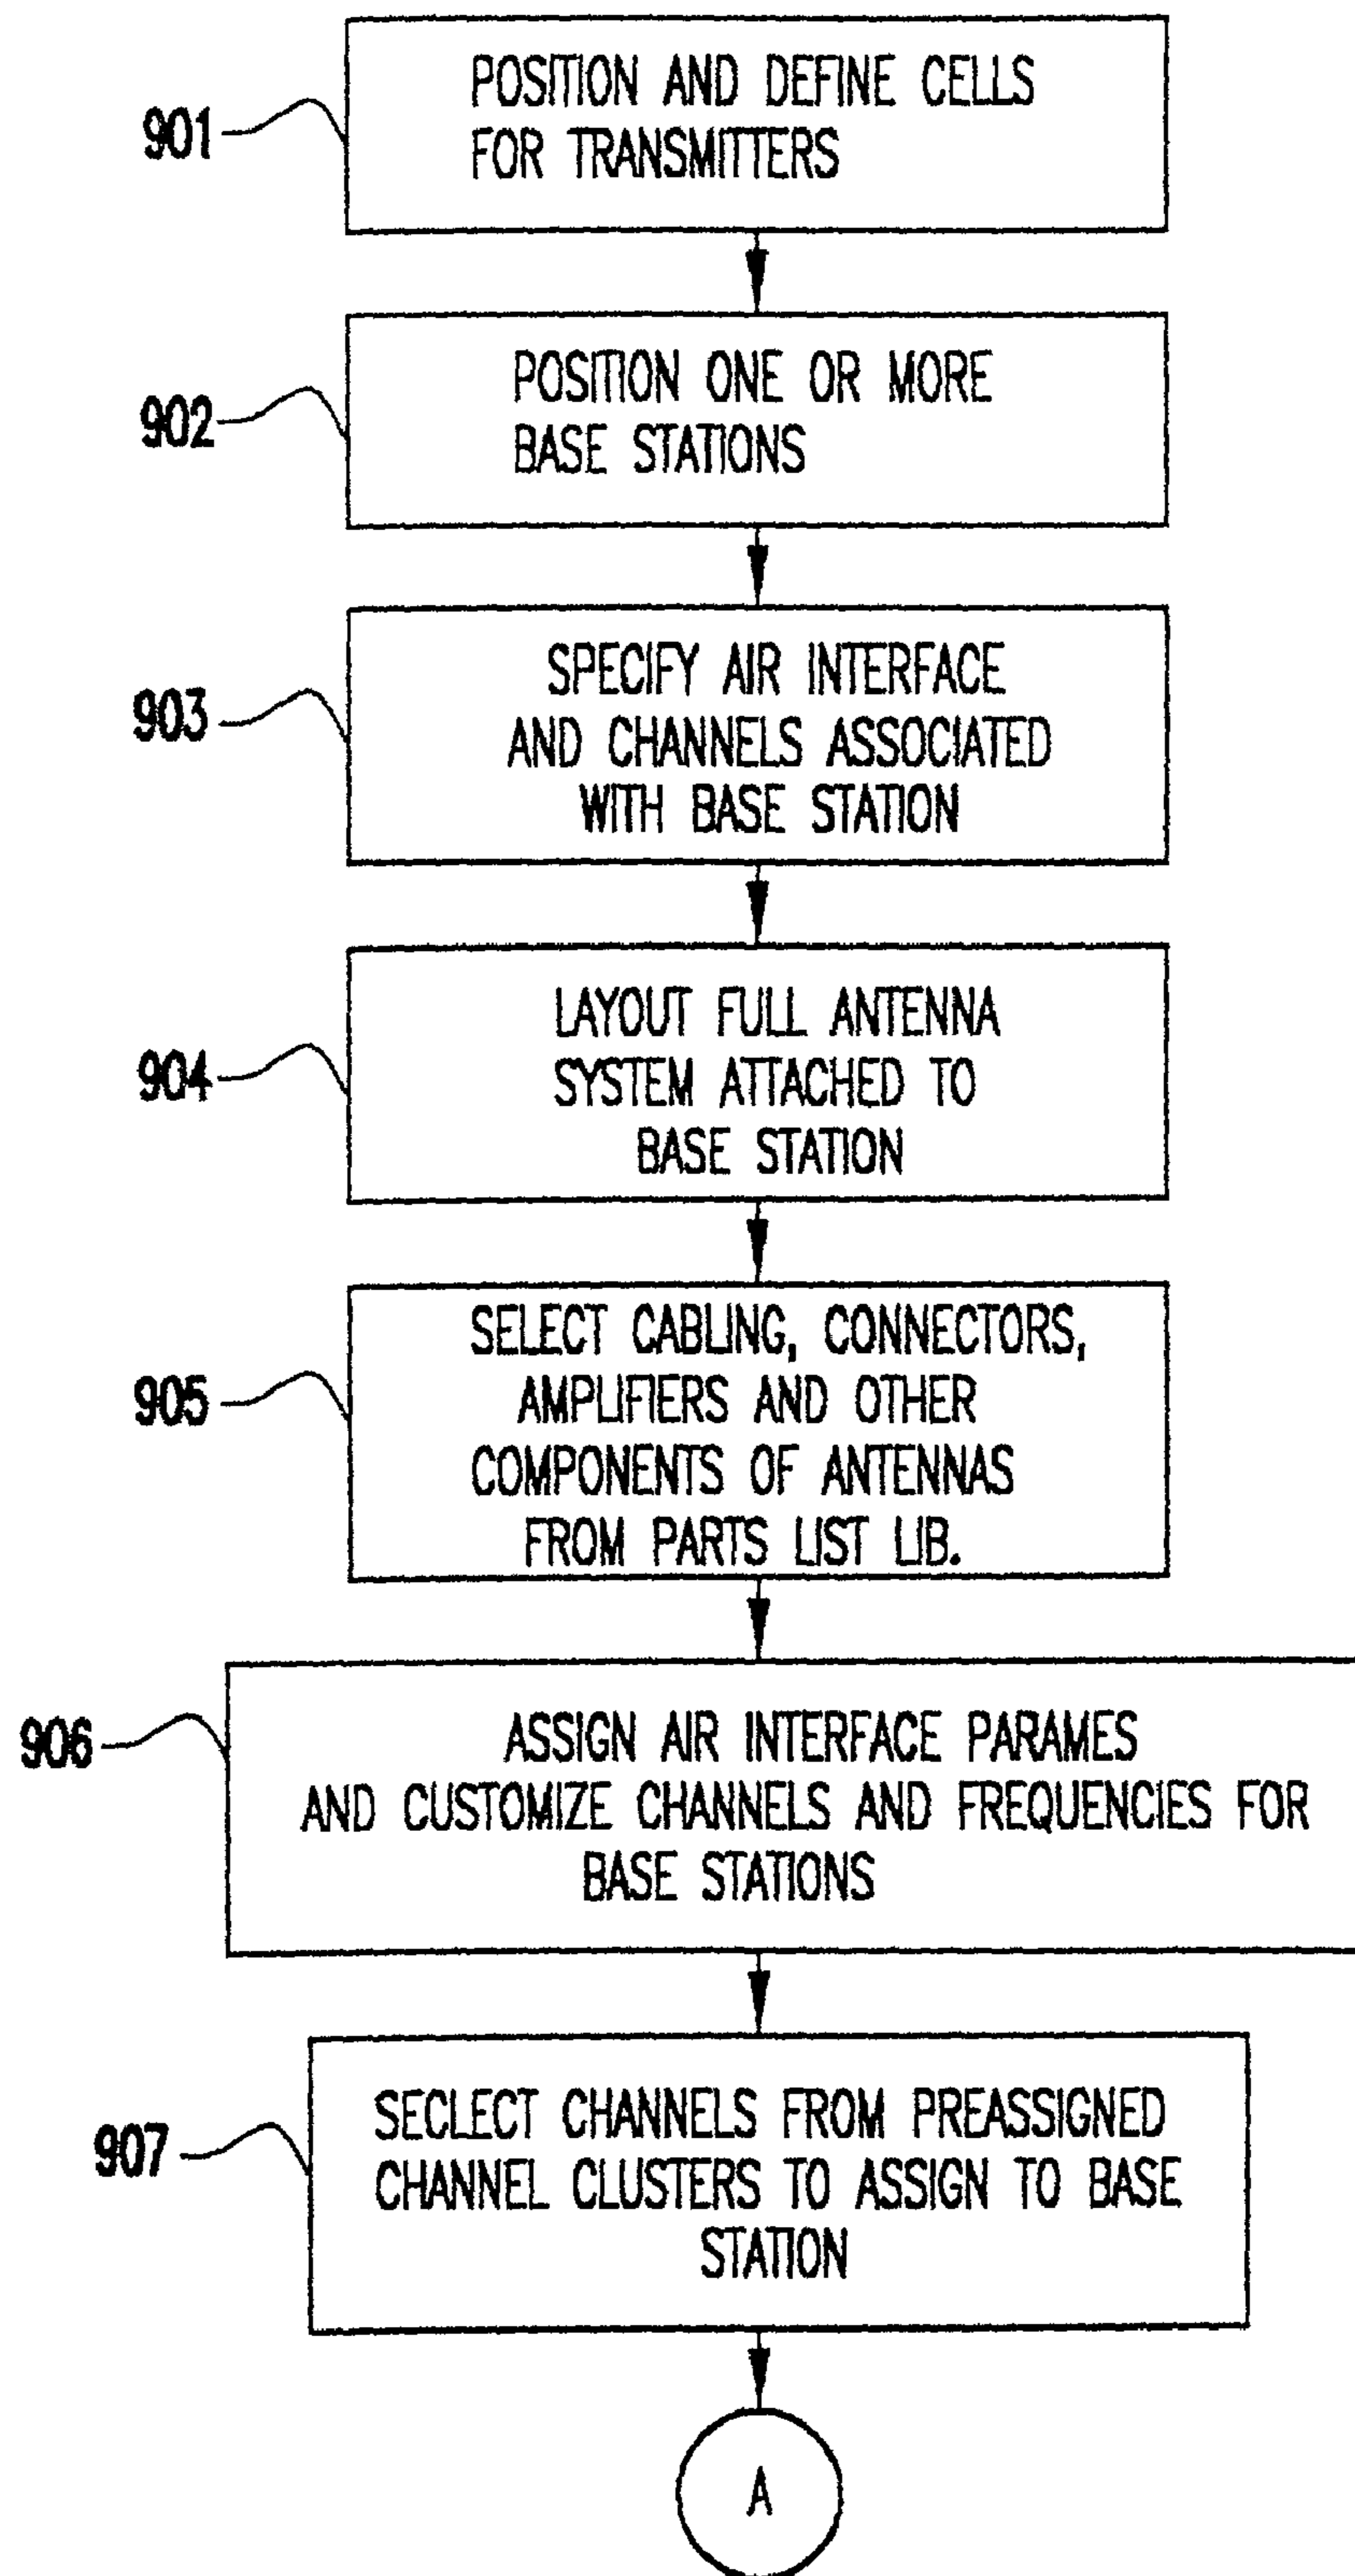 901
POSITION AND DEFINE CELLS
FOR TRANSMITTERS
902
POSITION ONE OR MORE
BASE STATIONS
903
SPECIFY AIR INTERFACE
AND CHANNELS ASSOCIATED
WITH BASE STATION
904
LAYOUT FULL ANTENNA
SYSTEM ATTACHED TO
BASE STATION
905
SELECT CABLING, CONNECTORS,
AMPLIFIERS AND OTHER
COMPONENTS OF ANTENNAS
FROM PARTS LIST LIB.
906
ASSIGN AIR INTERFACE PARAMES
AND CUSTOMIZE CHANNELS AND FREQUENCIES FOR
BASE STATIONS
907
SECLECT CHANNELS FROM PREASSIGNED
CHANNEL CLUSTERS TO ASSIGN TO BASE
STATION
A